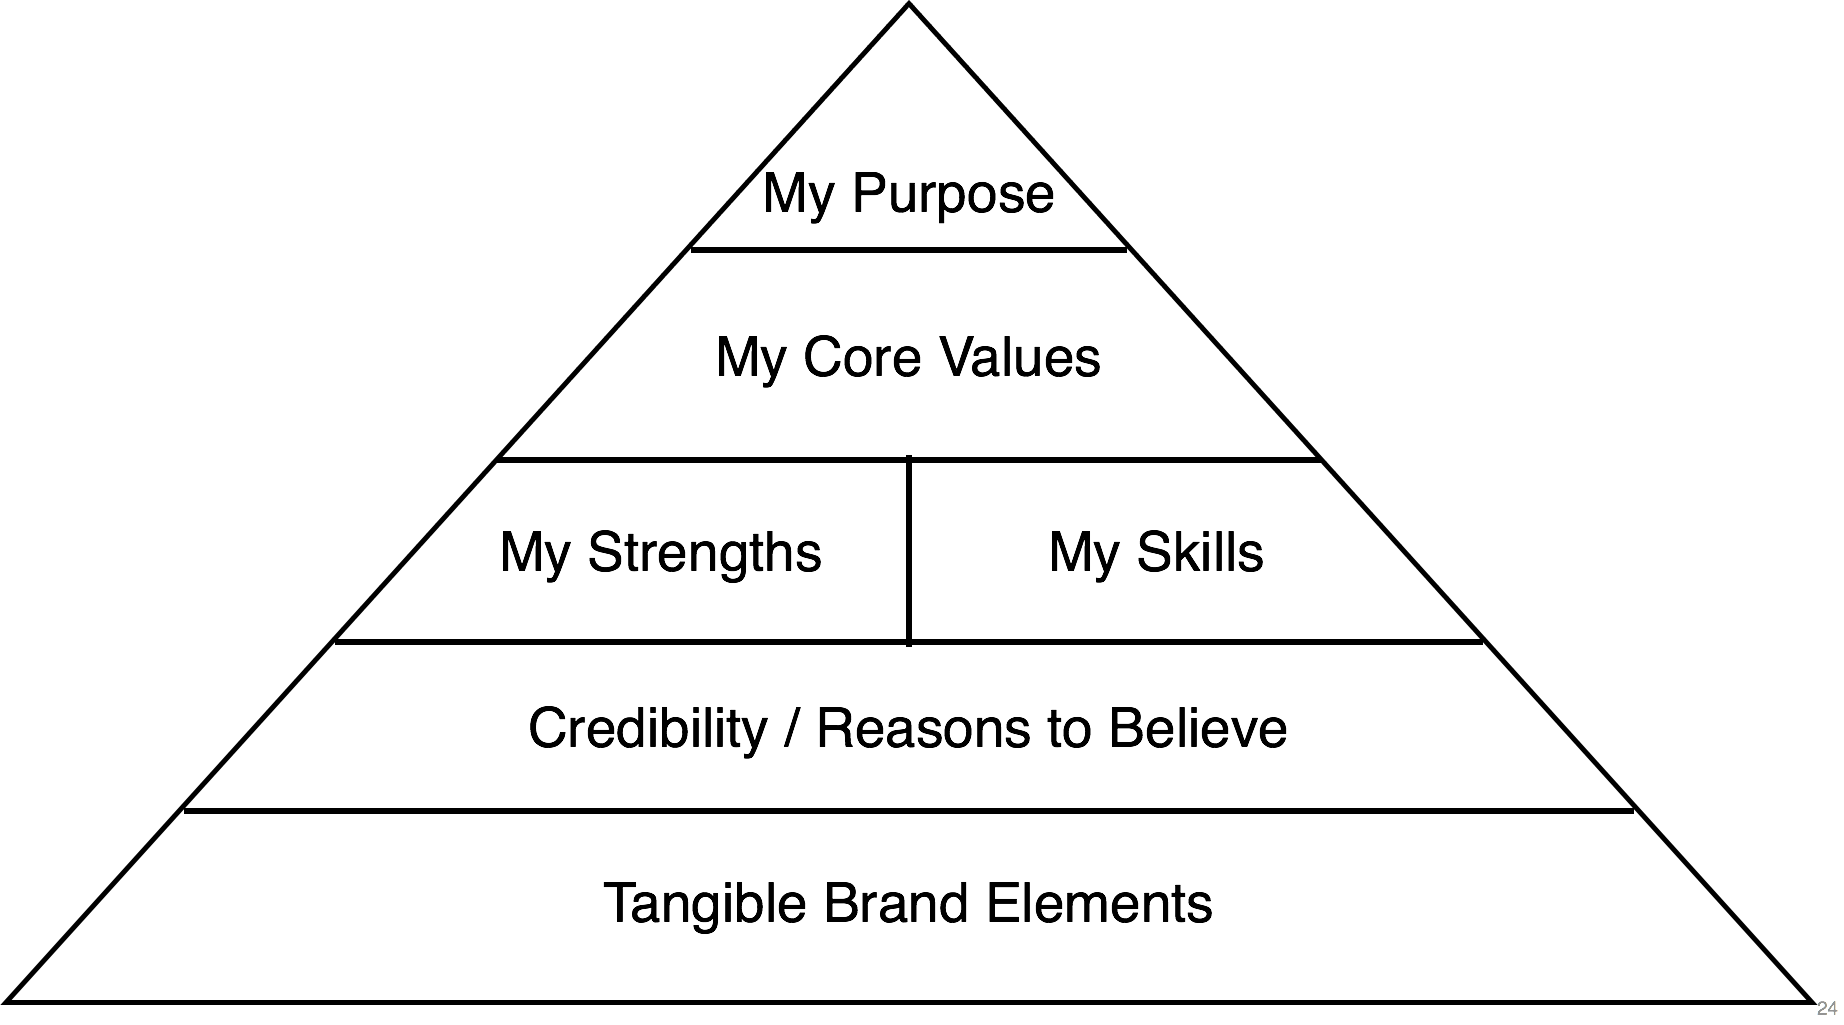 My Purpose
My Core Values
My Strengths
My Skills
Credibility / Reasons to Believe
Tangible Brand Elements
24